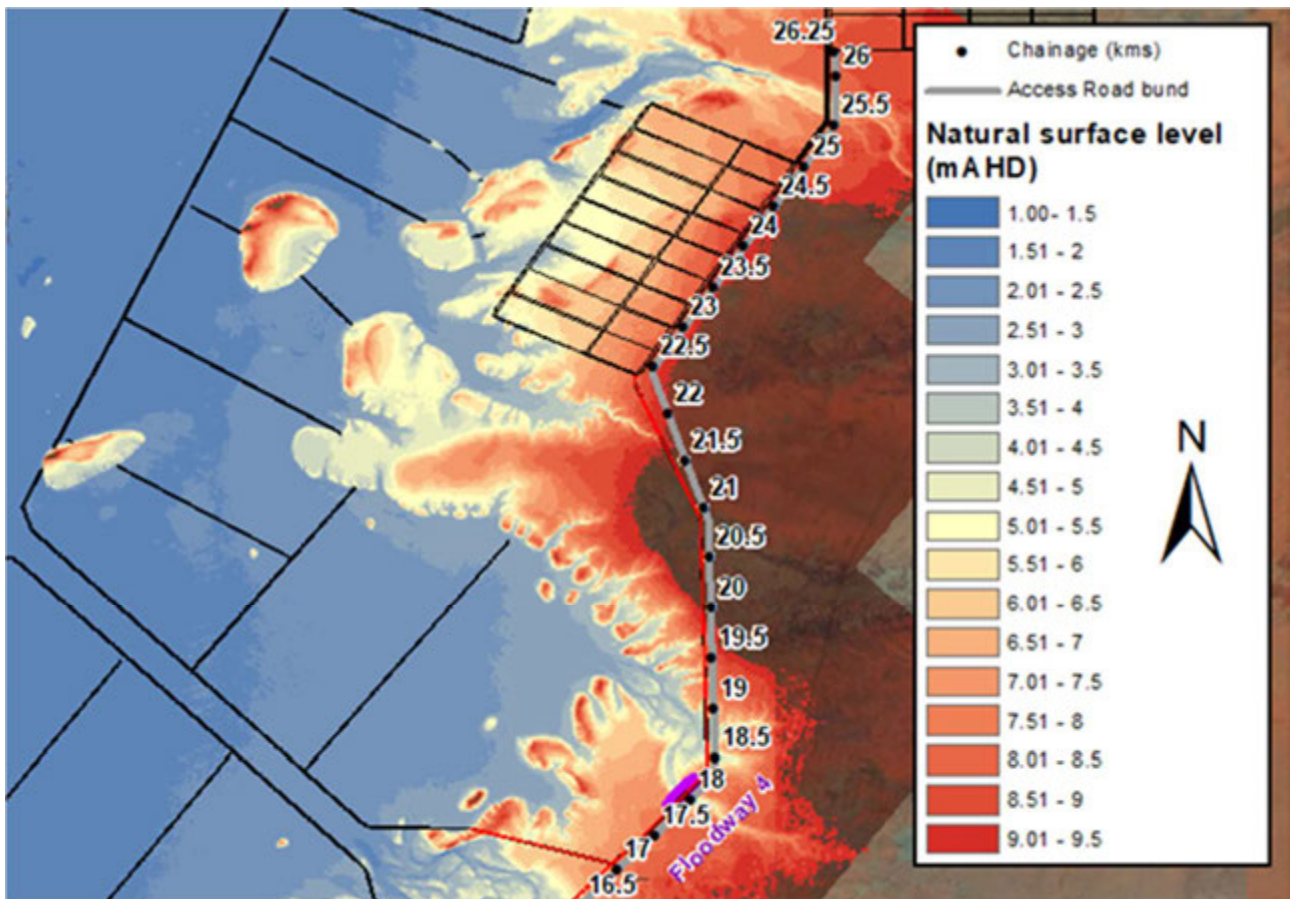 26.25
26
25.5
25
24.5
24
23.5
23
22.5
22
21.5
21
20.5
20
19.5
19
18.5
18
17.5
17
16.5
Floodway 4
Chainage (kms)
Access Road bund
Natural surface level
(mAHD)
1.00 - 1.5
1.51 - 2
2.01 - 2.5
2.51 - 3
3.01 - 3.5
3.51 - 4
4.01 - 4.5
4.51 - 5
5.01 - 5.5
5.51 - 6
6.01 - 6.5
6.51 - 7
7.01 - 7.5
7.51 - 8
8.01 - 8.5
8.51 - 9
9.01 - 9.5
N